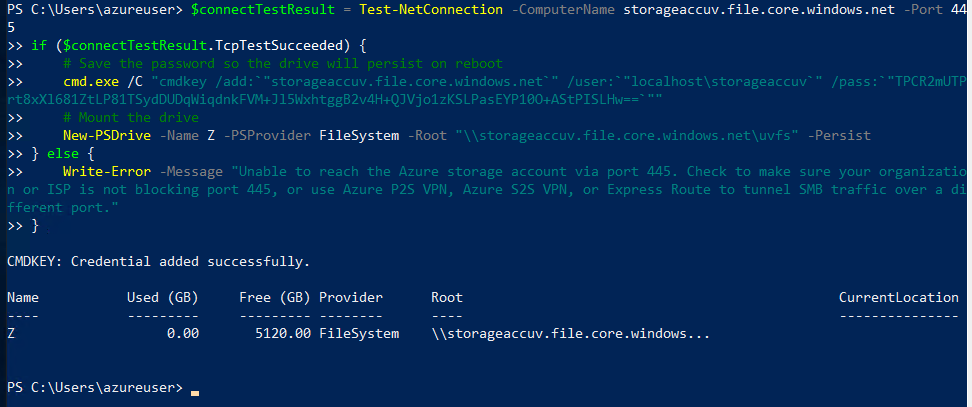 PS C:\Users\azureuser> $connectTestResult = Test-NetConnection -ComputerName storageaccuv.file.core.windows.net -Port 44
5
>> if ($connectTestResult.TcpTestSucceeded) {
>>     # Save the password so the drive will persist on reboot
>>     cmd.exe /C "cmdkey /add:`"storageaccuv.file.core.windows.net`" /user:`"localhost\storageaccuv`" /pass:`"TPCR2mUTP
rt8xXl681ZtLP81TSydDUDqWiqdnkFVM+Jl5WxhtggB2v4H+QJVjo1zKSLPasEYP10O+AStPISLHw==`""
>>     # Mount the drive
>>     New-PSDrive -Name Z -PSProvider FileSystem -Root "\\storageaccuv.file.core.windows.net\uvfs" -Persist
>> } else {
>>     Write-Error -Message "Unable to reach the Azure storage account via port 445. Check to make sure your organizatio
n or ISP is not blocking port 445, or use Azure P2S VPN, Azure S2S VPN, or Express Route to tunnel SMB traffic over a di
fferent port."
>> }
CMDKEY: Credential added successfully.
Name           Used (GB)     Free (GB) Provider      Root                                               CurrentLocation
----           ---------     --------- --------      ----                                               ---------------
Z                   0.00       5120.00 FileSystem    \\storageaccuv.file.core.windows...
PS C:\Users\azureuser>